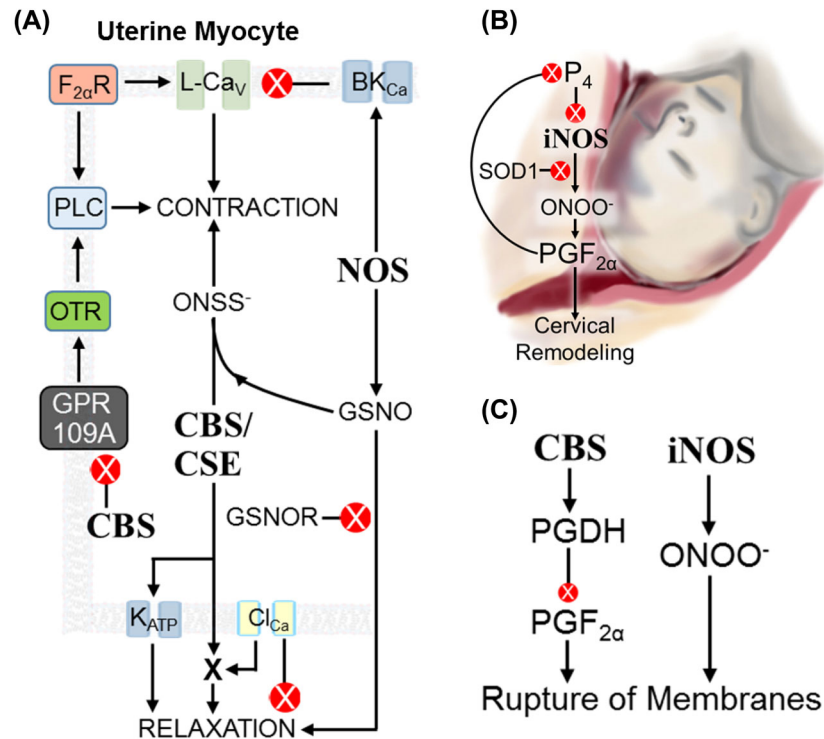 (A)
Uterine Myocyte
F2αR
L-CaV
X
BKCa
PLC
CONTRACTION
NOS
OTR
ONSS-
GPR
109A
GSNO
CBS/
CSE
X
CBS
GSNOR
X
KATP
ClCa
X
X
RELAXATION
(B)
X
P4
X
iNOS
SOD1
X
ONOO-
PGF2α
Cervical
Remodeling
(C)
CBS
iNOS
PGDH
ONOO-
X
PGF2α
Rupture of Membranes